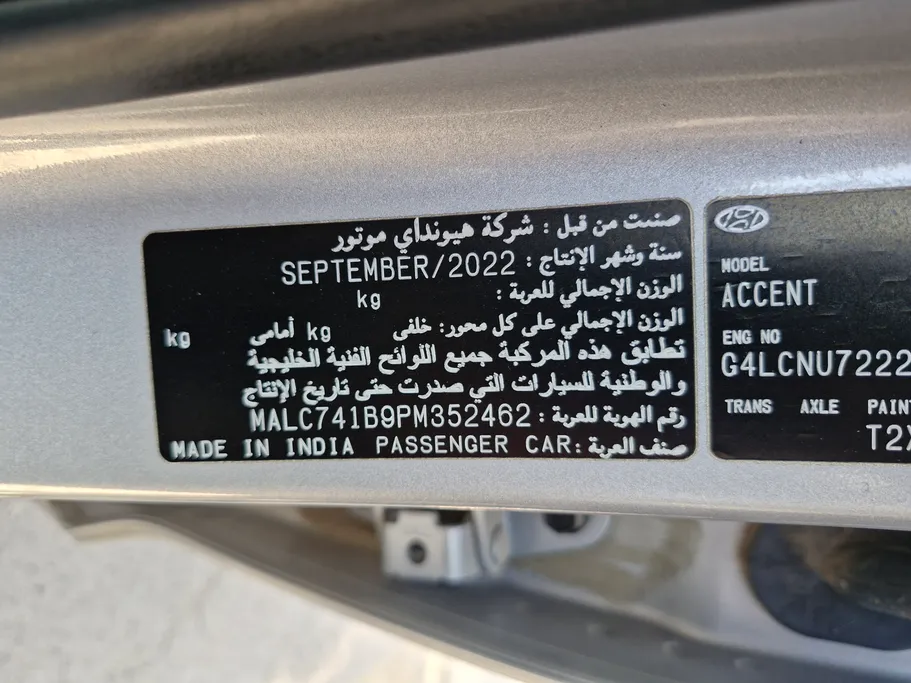 صنعت من قبل : شركة هيونداي موتور
سنة وشهر الإنتاج : SEPTEMBER/2022
الوزن الإجمالي للعربة : kg
الوزن الإجمالي على كل محور: خلفى kg أمامى kg
تطابق هذه المركبة جميع اللوائح الفنية الخليجية
والوطنية للسيارات التي صدرت حتى تاريخ الإنتاج
رقم الهوية للعربة : MALC741B9PM352462
صنف العربة : MADE IN INDIA PASSENGER CAR
MODEL
ACCENT
ENG NO
G4LCNU7222
TRANS AXLE PAINT
T2X